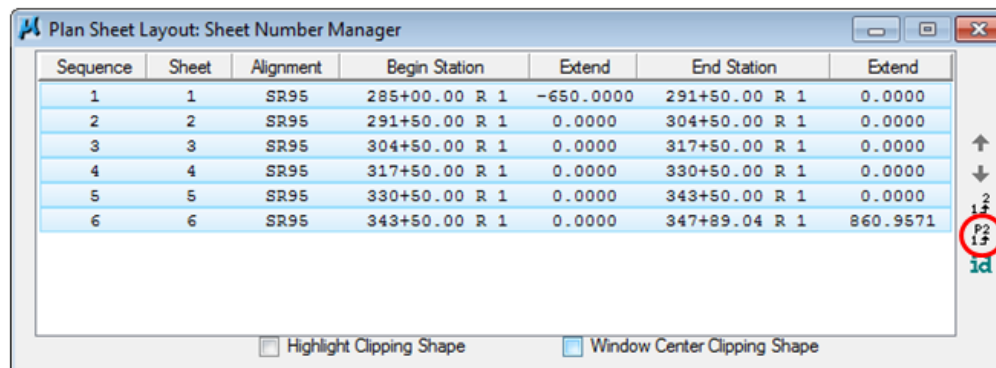 Plan Sheet Layout: Sheet Number Manager
Sequence Sheet Alignment Begin Station Extend End Station Extend
1 1 SR95 285+00.00 R 1 -650.0000 291+50.00 R 1 0.0000
2 2 SR95 291+50.00 R 1 0.0000 304+50.00 R 1 0.0000
3 3 SR95 304+50.00 R 1 0.0000 317+50.00 R 1 0.0000
4 4 SR95 317+50.00 R 1 0.0000 330+50.00 R 1 0.0000
5 5 SR95 330+50.00 R 1 0.0000 343+50.00 R 1 0.0000
6 6 SR95 343+50.00 R 1 0.0000 347+89.04 R 1 860.9571
2
1
P2
1
id
Highlight Clipping Shape Window Center Clipping Shape